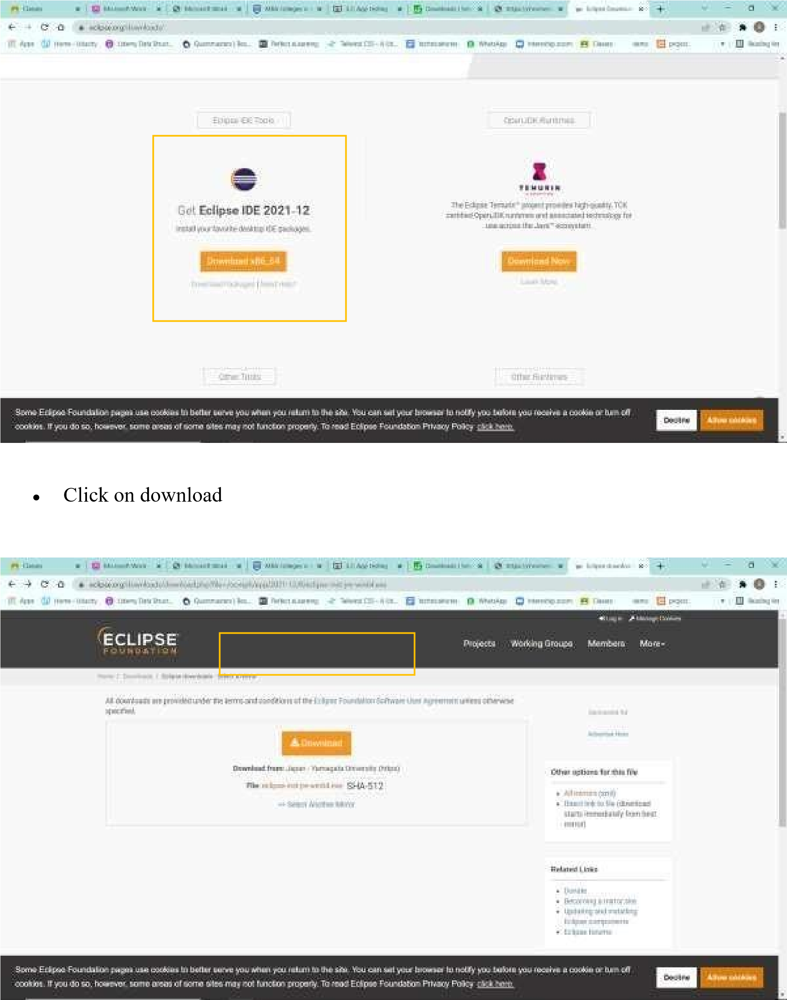 Classes
eclipse.org/downloads/
Apps
WhatsApp
Classes
Reading list
Eclipse IDE Tools
OpenJDK Runtimes
Get Eclipse IDE 2021-12
Install your favorite desktop IDE packages.
Download x86_64
Download Packages | Need Help?
TEMURIN
The Eclipse Temurin™ project provides high-quality, TCK
certified OpenJDK runtimes and associated technology for
use across the Java™ ecosystem.
Download Now
Learn More
Other Tools
Other Runtimes
Some Eclipse Foundation pages use cookies to better serve you when you return to the site. You can set your browser to notify you before you receive a cookie or turn off
cookies. If you do so, however, some areas of some sites may not function properly. To read Eclipse Foundation Privacy Policy click here.
Decline
Allow cookies
• Click on download
Classes
Apps
WhatsApp
Classes
Reading list
Log in
Manage Cookies
ECLIPSE
FOUNDATION
Projects
Working Groups
Members
More
Home / Downloads / Eclipse downloads - Select a mirror
All downloads are provided under the terms and conditions of the Eclipse Foundation Software User Agreement unless otherwise
specified.
Download
Download from: Japan - Yamagata University (https)
File: eclipse-inst-jre-win64.exe SHA-512
>> Select Another Mirror
Sponsored Ad
Advertise Here
Other options for this file
All mirrors (xml)
Direct link to file (download
starts immediately from best
mirror)
Related Links
Donate
Becoming a mirror site
Updating and installing
Eclipse components
Eclipse forums
Some Eclipse Foundation pages use cookies to better serve you when you return to the site. You can set your browser to notify you before you receive a cookie or turn off
cookies. If you do so, however, some areas of some sites may not function properly. To read Eclipse Foundation Privacy Policy click here.
Decline
Allow cookies